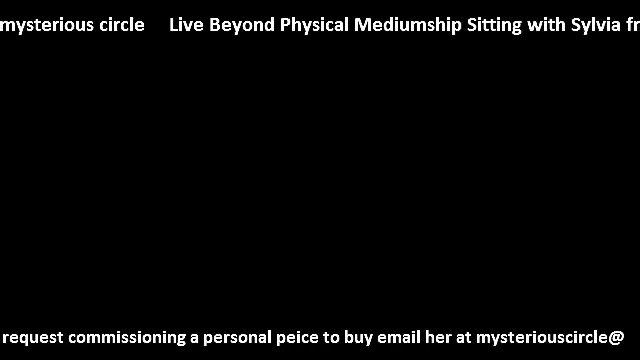 mysterious circle Live Beyond Physical Mediumship Sitting with Sylvia fr
request commissioning a personal peice to buy email her at mysteriouscircle@